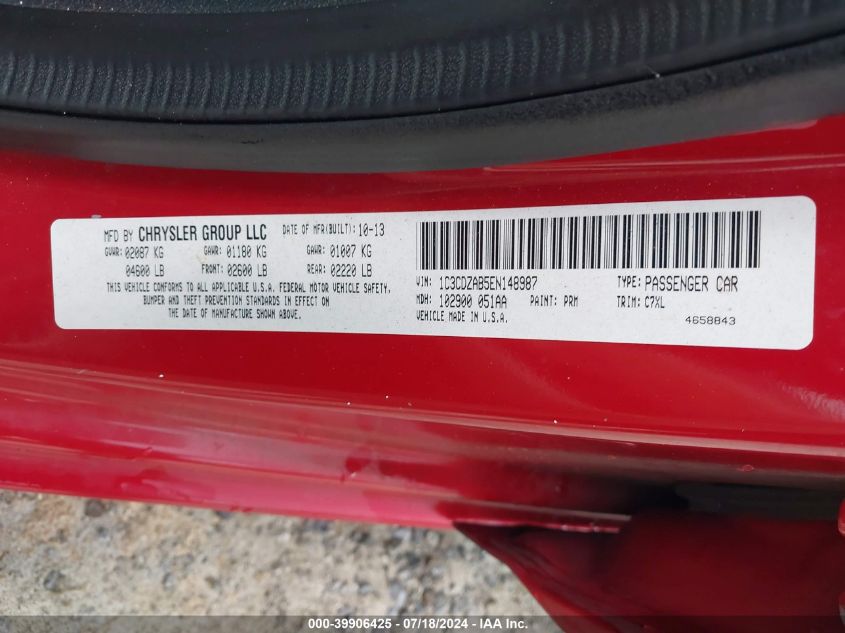 MFD BY CHRYSLER GROUP LLC DATE OF MFR(BUILT): 10-13
GVWR: 02087 KG GAWR: 01180 KG GAWR: 01007 KG
04600 LB FRONT: 02600 LB REAR: 02220 LB
THIS VEHICLE CONFORMS TO ALL APPLICABLE U.S.A. FEDERAL MOTOR VEHICLE SAFETY,
BUMPER AND THEFT PREVENTION STANDARDS IN EFFECT ON
THE DATE OF MANUFACTURE SHOWN ABOVE.
VIN: 1C3CDZAB5EN148987 TYPE: PASSENGER CAR
MDH: 102900 051AA PAINT: PRM TRIM: C7XL
VEHICLE MADE IN U.S.A.
4658843
000-39906425 - 07/18/2024 - IAA Inc.